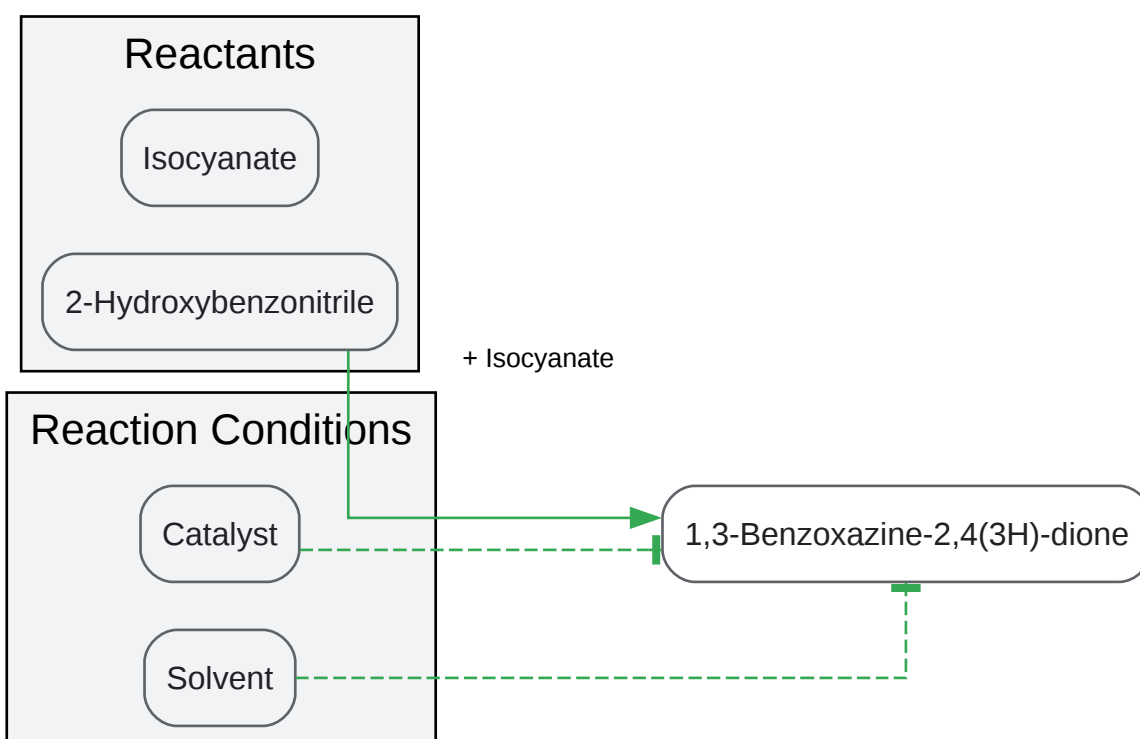 Reactants
Isocyanate
2-Hydroxybenzonitrile
+ Isocyanate
Reaction Conditions
Catalyst
1,3-Benzoxazine-2,4(3H)-dione
Solvent